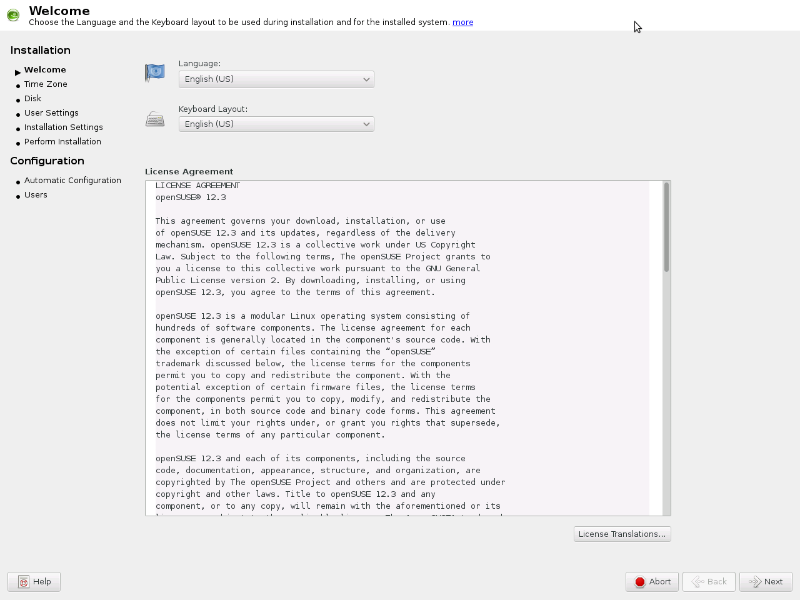 Welcome
Choose the Language and the Keyboard layout to be used during installation and for the installed system. more
Installation
Welcome
Time Zone
Disk
User Settings
Installation Settings
Perform Installation
Configuration
Automatic Configuration
Users
Language:
English (US)
Keyboard Layout:
English (US)
License Agreement
LICENSE AGREEMENT
openSUSE® 12.3
This agreement governs your download, installation, or use
of openSUSE 12.3 and its updates, regardless of the delivery
mechanism. openSUSE 12.3 is a collective work under US Copyright
Law. Subject to the following terms, The openSUSE Project grants to
you a license to this collective work pursuant to the GNU General
Public License version 2. By downloading, installing, or using
openSUSE 12.3, you agree to the terms of this agreement.
openSUSE 12.3 is a modular Linux operating system consisting of
hundreds of software components. The license agreement for each
component is generally located in the component's source code. With
the exception of certain files containing the “openSUSE”
trademark discussed below, the license terms for the components
permit you to copy and redistribute the component. With the
potential exception of certain firmware files, the license terms
for the components permit you to copy, modify, and redistribute the
component, in both source code and binary code forms. This agreement
does not limit your rights under, or grant you rights that supersede,
the license terms of any particular component.
openSUSE 12.3 and each of its components, including the source
code, documentation, appearance, structure, and organization, are
copyrighted by The openSUSE Project and others and are protected under
copyright and other laws. Title to openSUSE 12.3 and any
component, or to any copy, will remain with the aforementioned or its
License Translations...
Help
Abort
Back
Next